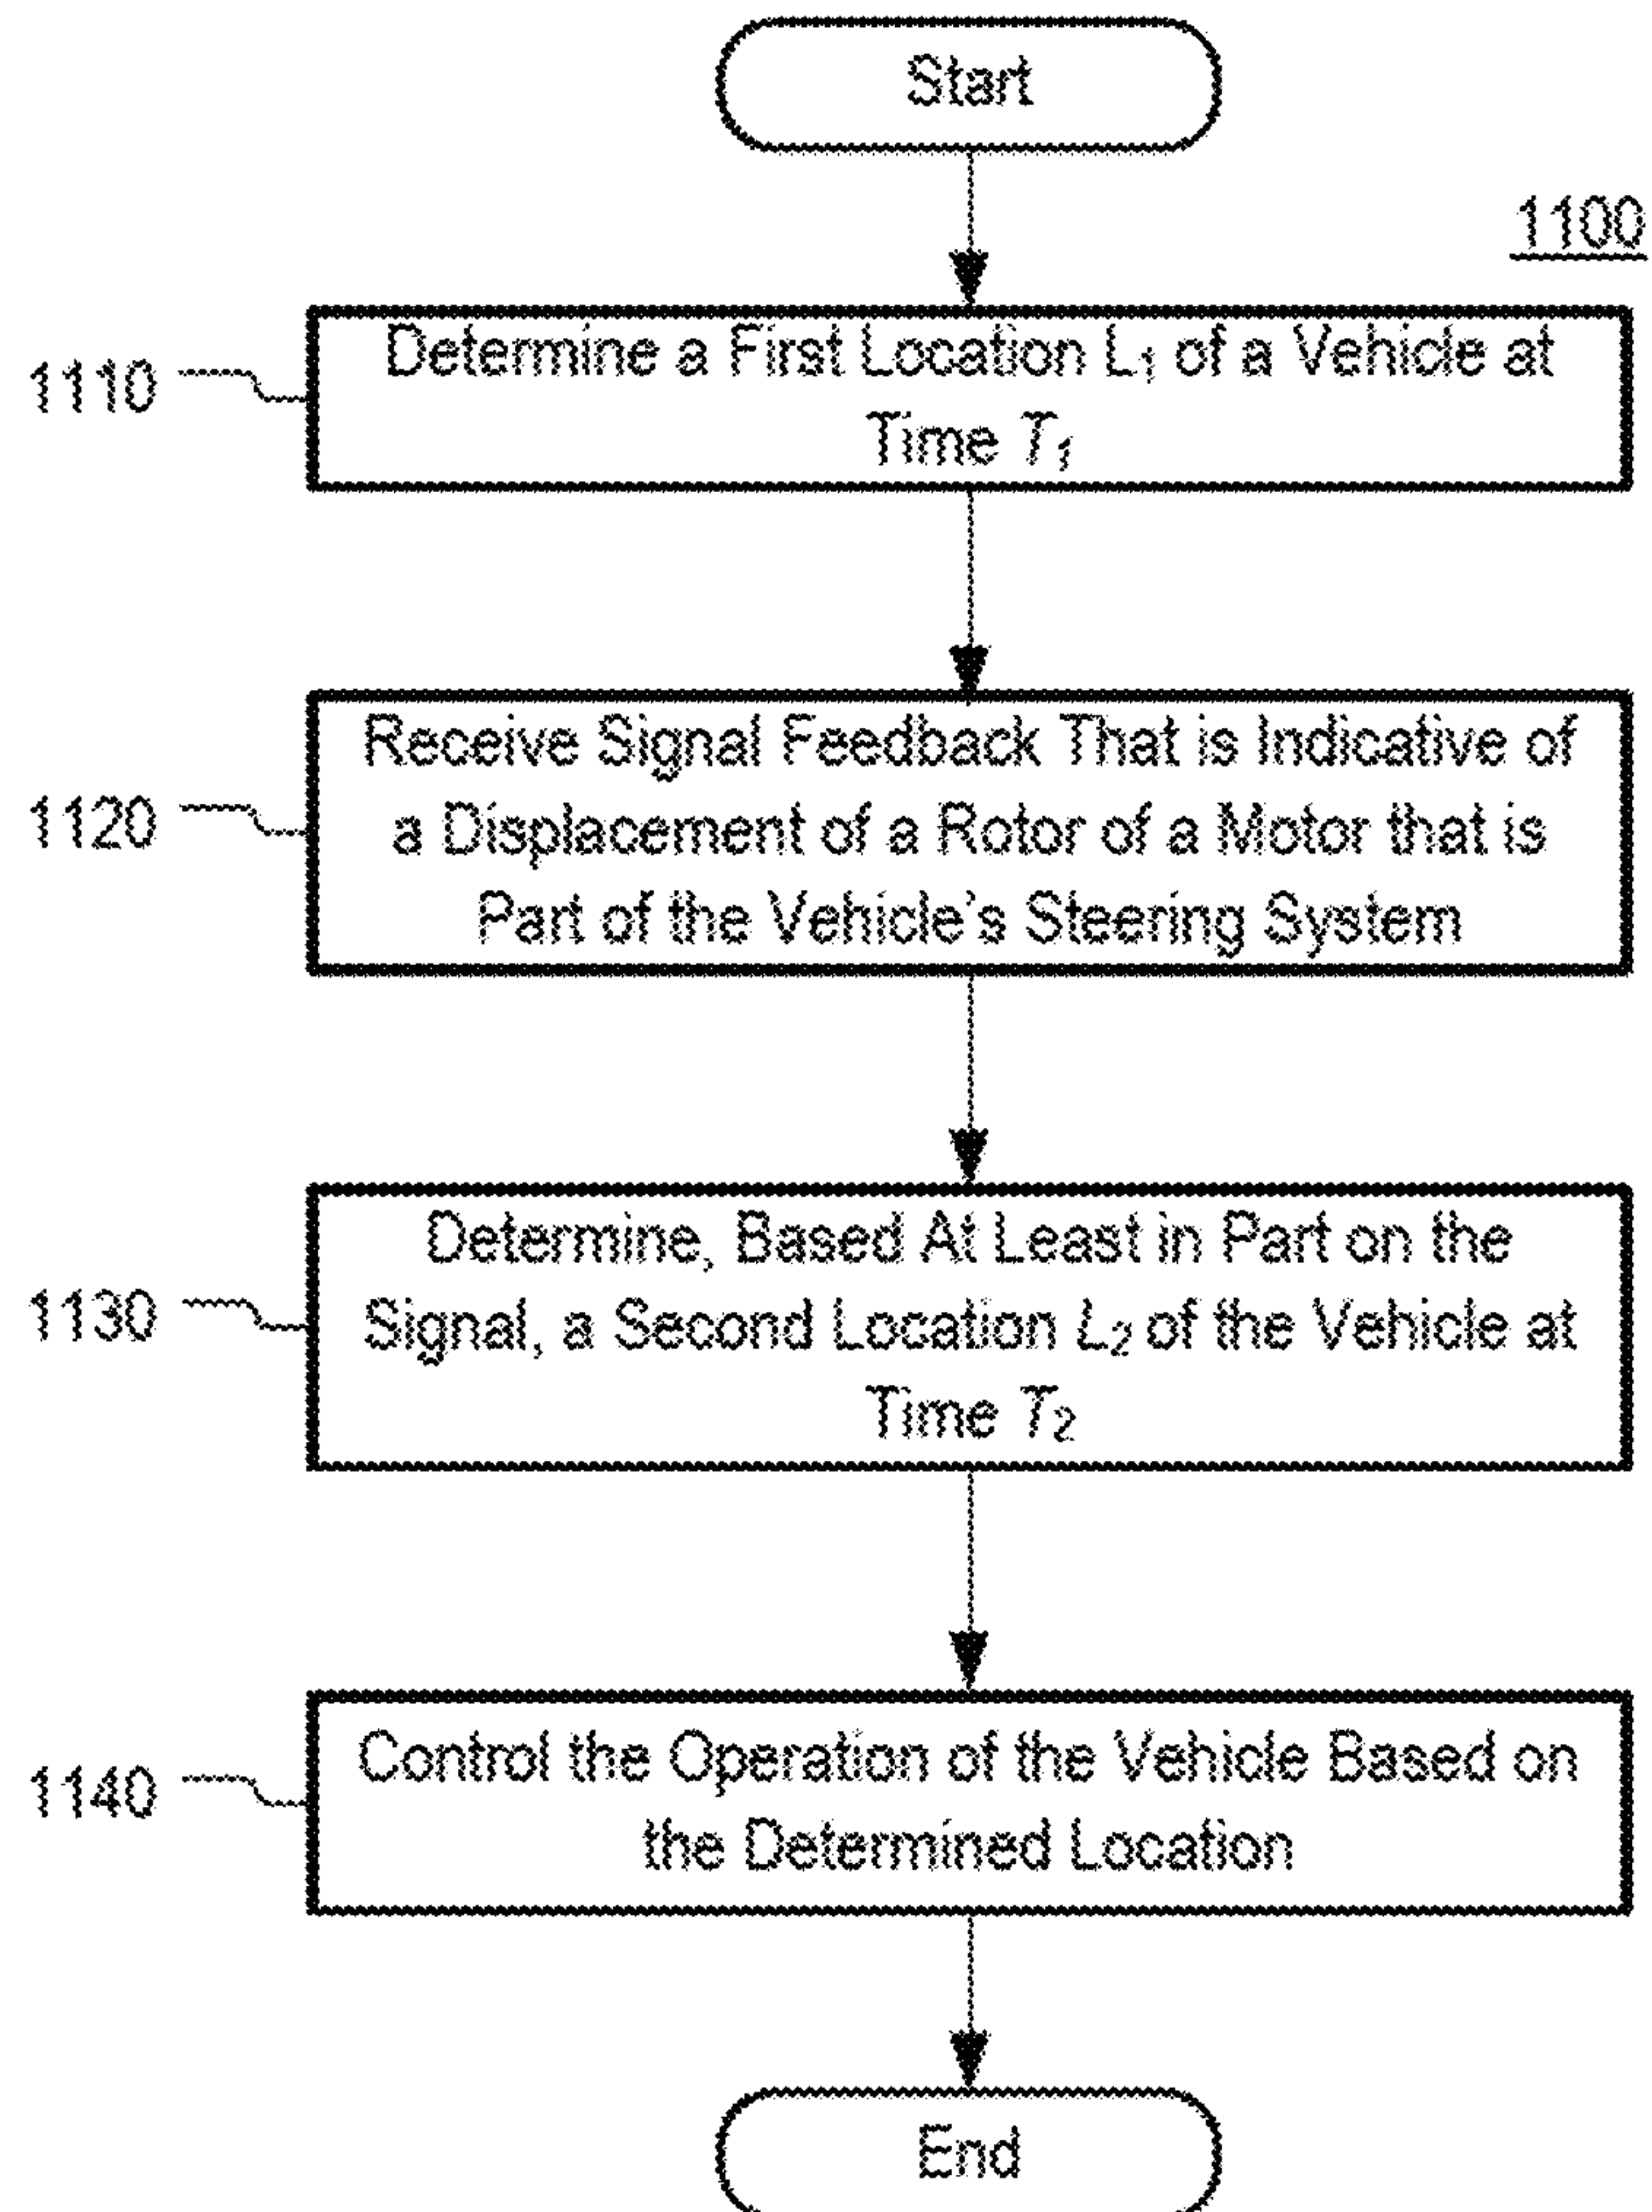 Start
1100
1110
Determine a First Location L₁ of a Vehicle at
Time T₁
1120
Receive Signal Feedback That is Indicative of
a Displacement of a Rotor of a Motor that is
Part of the Vehicle's Steering System
1130
Determine, Based At Least in Part on the
Signal, a Second Location L₂ of the Vehicle at
Time T₂
1140
Control the Operation of the Vehicle Based on
the Determined Location
End